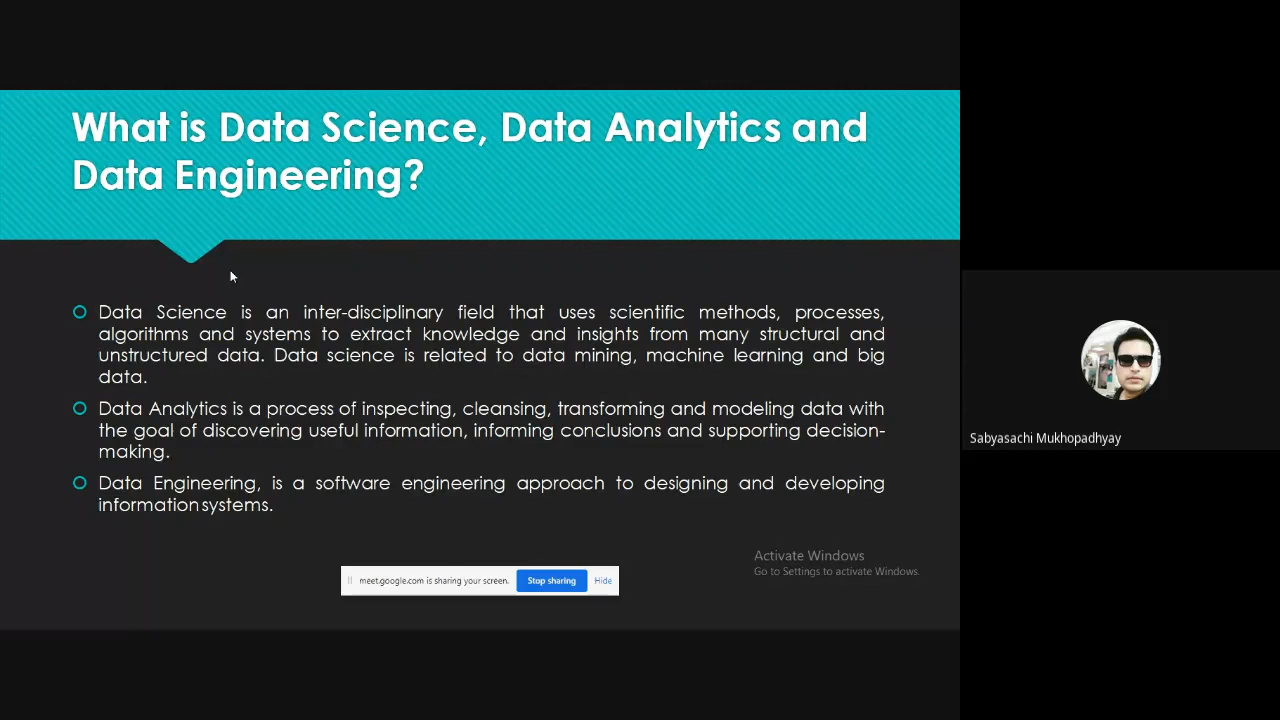 What is Data Science, Data Analytics and
Data Engineering?
Data Science is an inter-disciplinary field that uses scientific methods, processes,
algorithms and systems to extract knowledge and insights from many structural and
unstructured data. Data science is related to data mining, machine learning and big
data.
Data Analytics is a process of inspecting, cleansing, transforming and modeling data with
the goal of discovering useful information, informing conclusions and supporting decision-
making.
Data Engineering, is a software engineering approach to designing and developing
information systems.
Activate Windows
Go to Settings to activate Windows.
meet.google.com is sharing your screen. Stop sharing Hide
Sabyasachi Mukhopadhyay